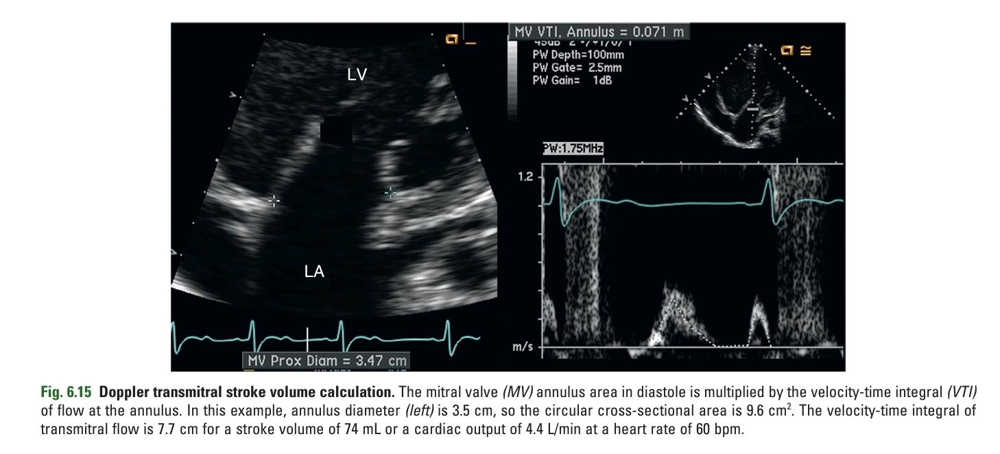 MV VTI, Annulus = 0.071 m
PW Depth=100mm
PW Gate= 2.5mm
PW Gain= 1dB
LV
PW:1.75MHz
1.2
LA
m/s
MV Prox Diam = 3.47 cm
Fig. 6.15 Doppler transmitral stroke volume calculation. The mitral valve (MV) annulus area in diastole is multiplied by the velocity-time integral (VTI)
of flow at the annulus. In this example, annulus diameter (left) is 3.5 cm, so the circular cross-sectional area is 9.6 cm². The velocity-time integral of
transmitral flow is 7.7 cm for a stroke volume of 74 mL or a cardiac output of 4.4 L/min at a heart rate of 60 bpm.